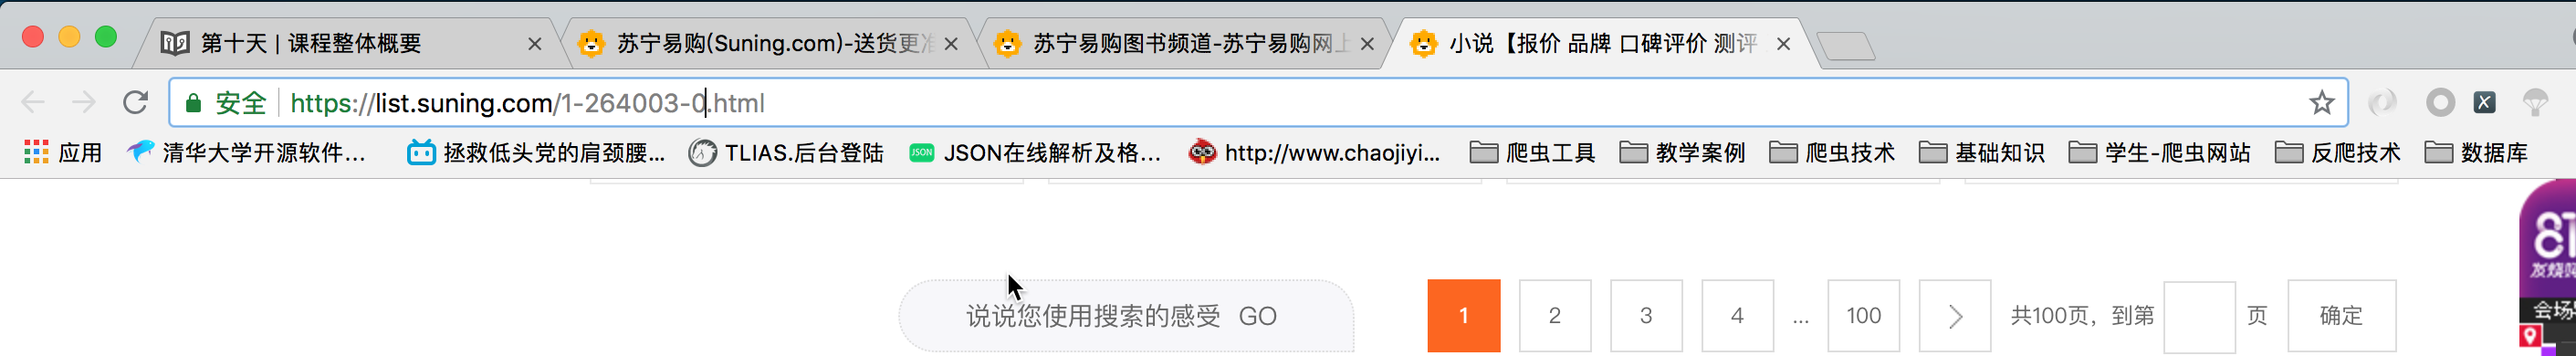 第十天 | 课程整体概要
苏宁易购(Suning.com)-送货更准
苏宁易购图书频道-苏宁易购网上
小说【报价 品牌 口碑评价 测评
安全 https://list.suning.com/1-264003-0.html
应用 清华大学开源软件... 拯救低头党的肩颈腰... TLIAS.后台登陆 JSON JSON在线解析及格... http://www.chaojiyi... 爬虫工具 教学案例 爬虫技术 基础知识 学生-爬虫网站 反爬技术 数据库
说说您使用搜索的感受 GO 1 2 3 4 ... 100 > 共100页，到第 页 确定
发烧购
会场